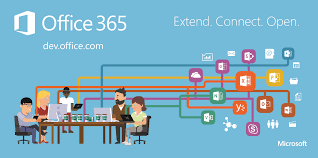 Office 365
Extend. Connect. Open.
dev.office.com
Microsoft